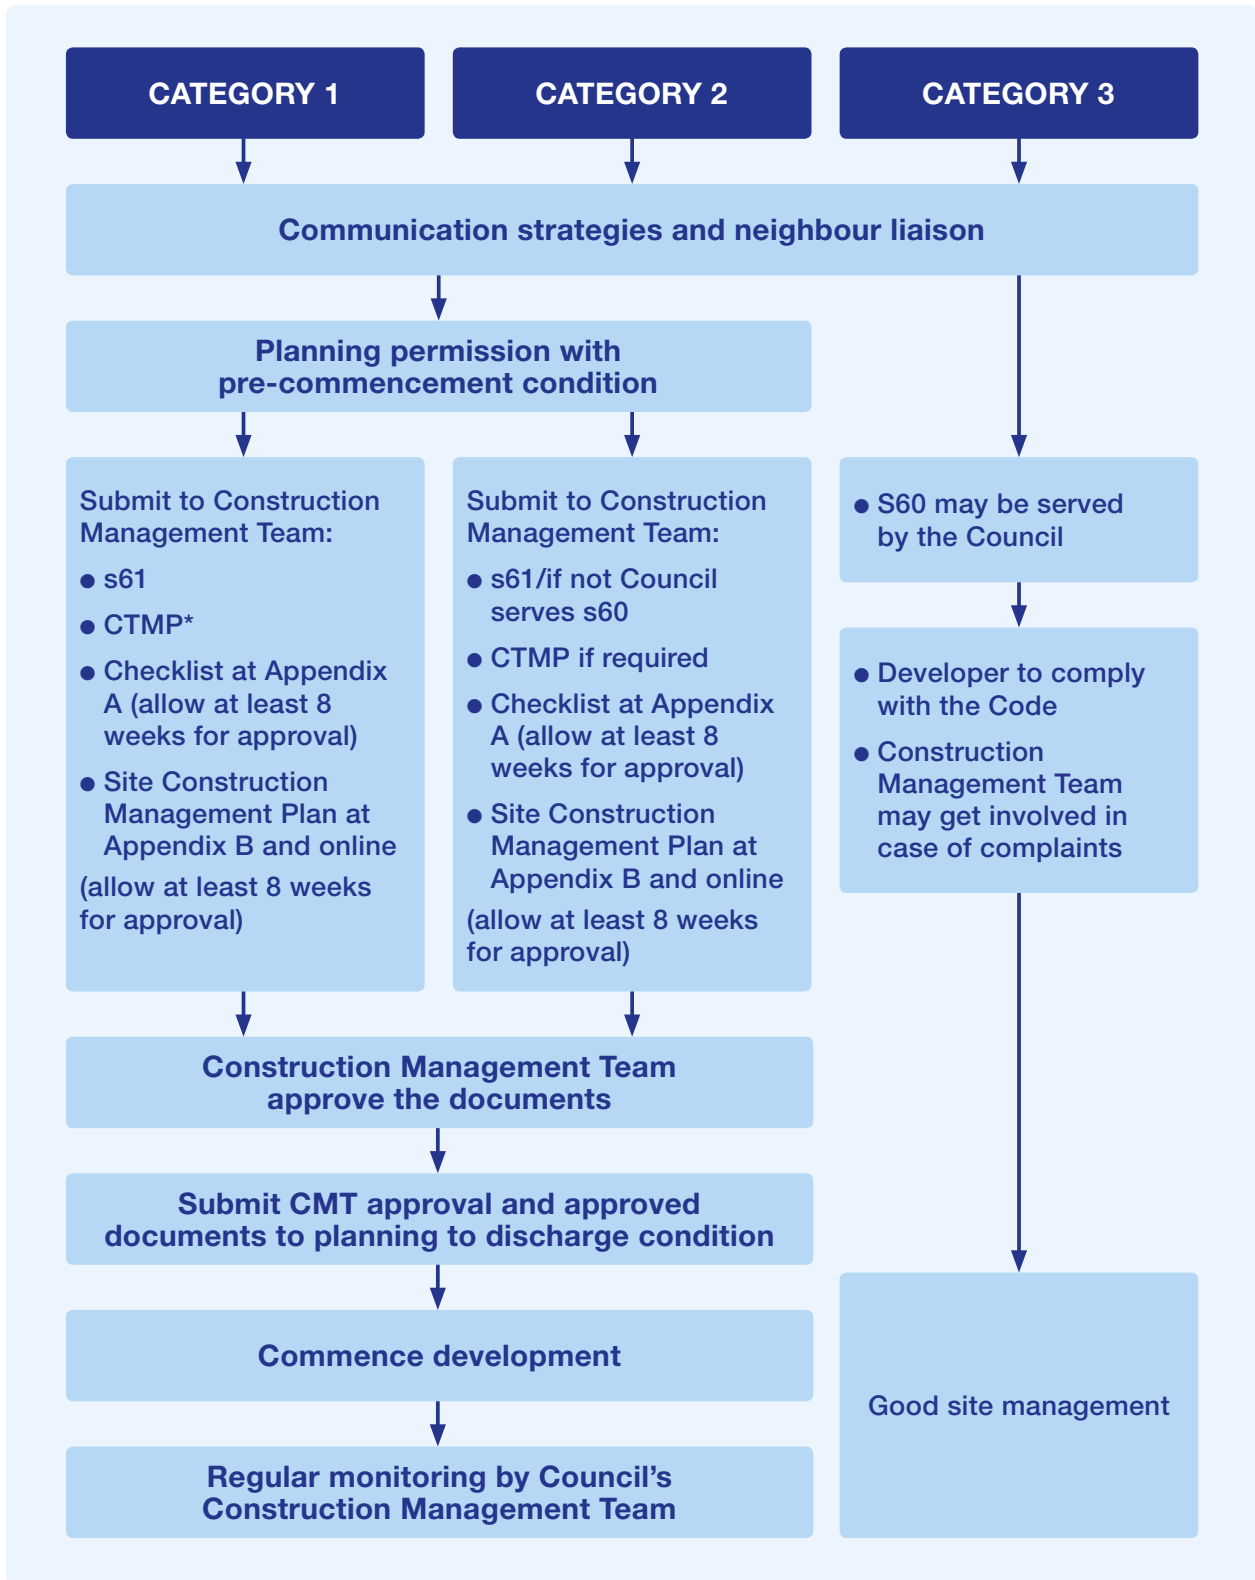 CATEGORY 1
CATEGORY 2
CATEGORY 3
Communication strategies and neighbour liaison
Planning permission with
pre-commencement condition
Submit to Construction
Management Team:
● s61
● CTMP*
● Checklist at Appendix
A (allow at least 8
weeks for approval)
● Site Construction
Management Plan at
Appendix B and online
(allow at least 8 weeks
for approval)
Submit to Construction
Management Team:
● s61/if not Council
serves s60
● CTMP if required
● Checklist at Appendix
A (allow at least 8
weeks for approval)
● Site Construction
Management Plan at
Appendix B and online
(allow at least 8 weeks
for approval)
● S60 may be served
by the Council
● Developer to comply
with the Code
● Construction
Management Team
may get involved in
case of complaints
Construction Management Team
approve the documents
Submit CMT approval and approved
documents to planning to discharge condition
Commence development
Regular monitoring by Council’s
Construction Management Team
Good site management